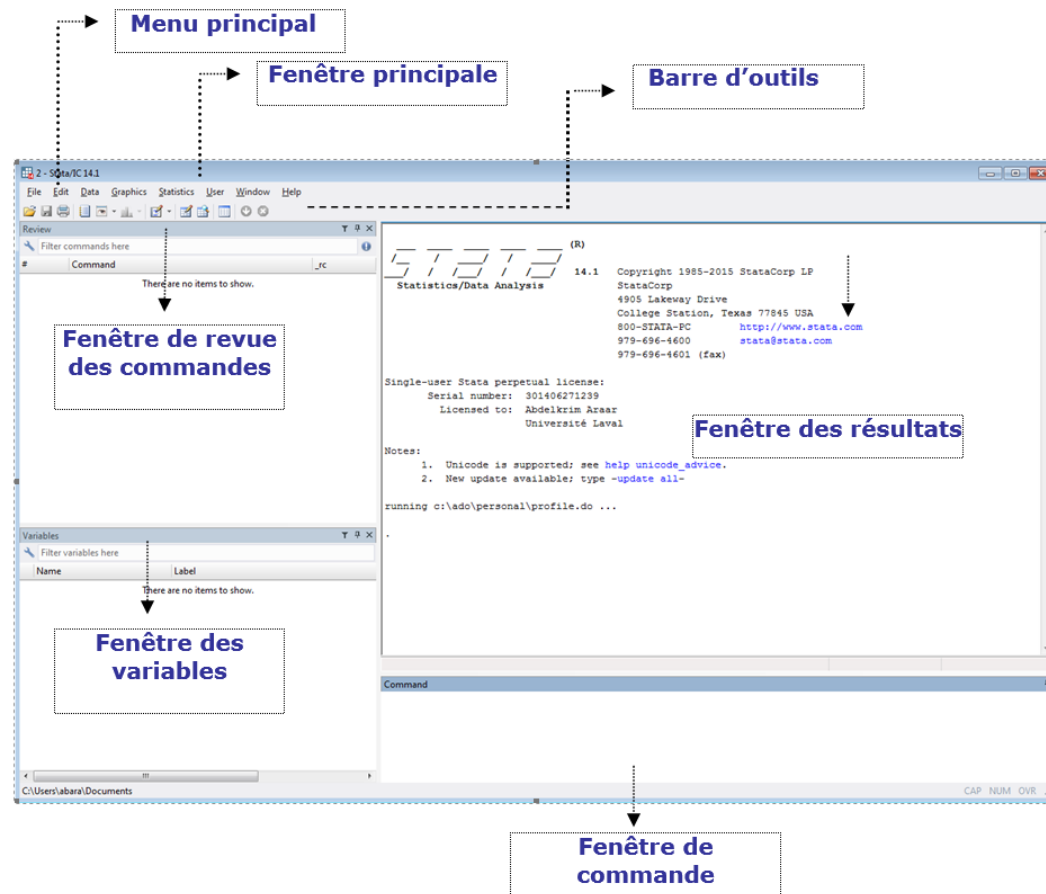 Menu principal
Fenêtre principale
Barre d'outils
2 - Stata/IC 14.1
File Edit Data Graphics Statistics User Window Help
Review
Filter commands here
# Command _rc
There are no items to show.
Fenêtre de revue
des commandes
(R)
14.1 Copyright 1985-2015 StataCorp LP
Statistics/Data Analysis StataCorp
4905 Lakeway Drive
College Station, Texas 77845 USA
800-STATA-PC http://www.stata.com
979-696-4600 stata@stata.com
979-696-4601 (fax)
Single-user Stata perpetual license:
Serial number: 301406271239
Licensed to: Abdelkrim Araar
Université Laval
Fenêtre des résultats
Notes:
1. Unicode is supported; see help unicode_advice.
2. New update available; type -update all-
running c:\ado\personal\profile.do ...
.
Variables
Filter variables here
Name Label
There are no items to show.
Fenêtre des
variables
Command
C:\Users\abara\Documents
CAP NUM OVR
Fenêtre de
commande